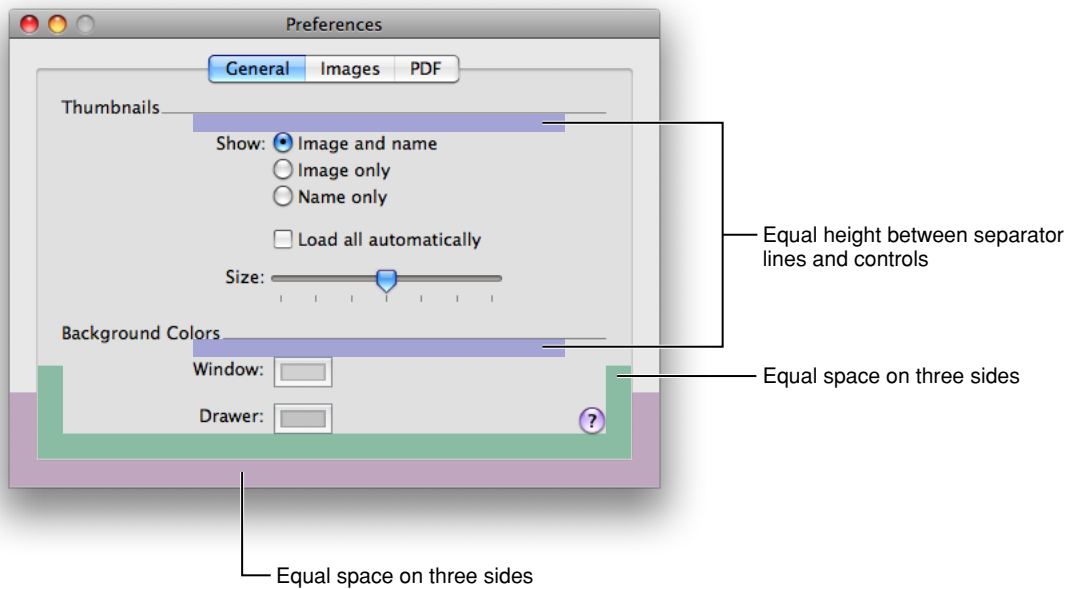 Preferences
General Images PDF
Thumbnails
Show: Image and name
Image only
Name only
Load all automatically
Size:
Background Colors
Window:
Drawer:
?
Equal height between separator
lines and controls
Equal space on three sides
Equal space on three sides